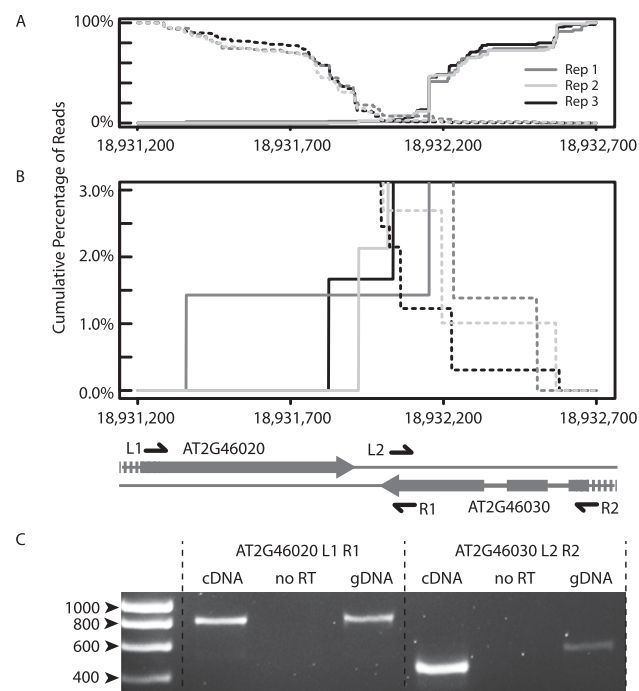 A
100%
0%
Rep 1
Rep 2
Rep 3
18,931,200 18,931,700 18,932,200 18,932,700
Cumulative Percentage of Reads
B
3.0%
2.0%
1.0%
0.0%
18,931,200 18,931,700 18,932,200 18,932,700
L1 AT2G46020 L2
R1 AT2G46030 R2
C
AT2G46020 L1 R1 AT2G46030 L2 R2
cDNA no RT gDNA cDNA no RT gDNA
1000
800
600
400